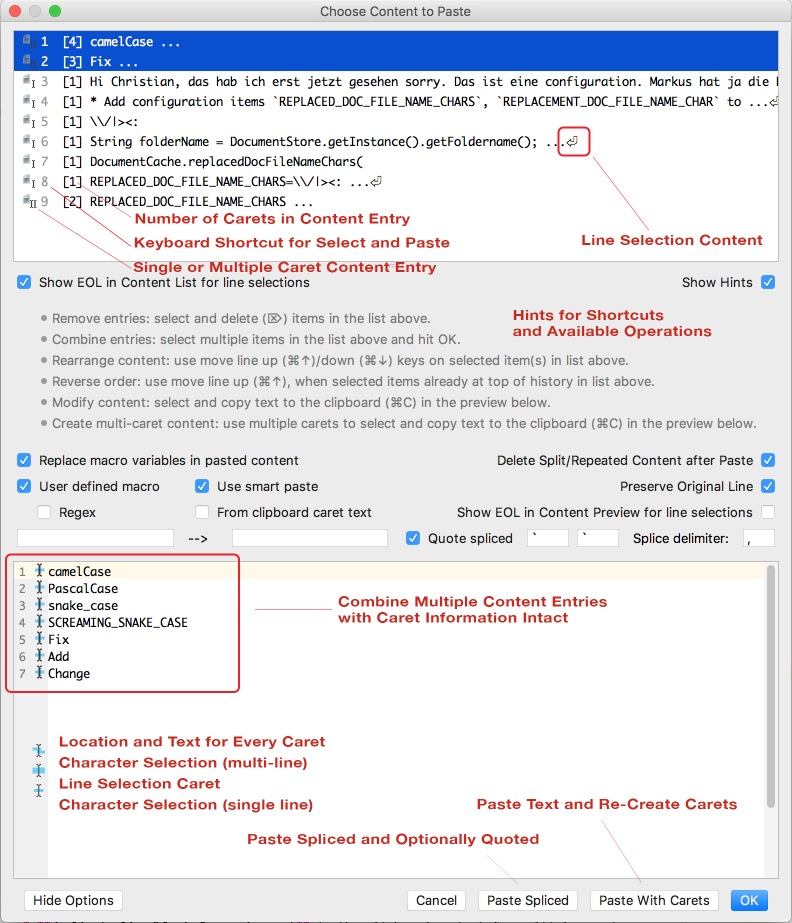 Choose Content to Paste
1 [4] camelCase ...
2 [3] Fix ...
3 [1] Hi Christian, das hab ich erst jetzt gesehen sorry. Das ist eine configuration. Markus hat ja die
4 [1] * Add configuration items `REPLACED_DOC_FILE_NAME_CHARS`, `REPLACEMENT_DOC_FILE_NAME_CHAR` to ...⏎
5 [1] \\/|><:
6 [1] String folderName = DocumentStore.getInstance().getFoldername(); ...⏎
7 [1] DocumentCache.replacedDocFileNameChars(
8 [1] REPLACED_DOC_FILE_NAME_CHARS=\\/|><: ...⏎
9 [2] REPLACED_DOC_FILE_NAME_CHARS ...
Number of Carets in Content Entry
Keyboard Shortcut for Select and Paste
Line Selection Content
Single or Multiple Caret Content Entry
Show EOL in Content List for line selections
Show Hints
• Remove entries: select and delete (⌦) items in the list above.
• Combine entries: select multiple items in the list above and hit OK.
• Rearrange content: use move line up (⌘↑)/down (⌘↓) keys on selected item(s) in list above.
• Reverse order: use move line up (⌘↑), when selected items already at top of history in list above.
• Modify content: select and copy text to the clipboard (⌘C) in the preview below.
• Create multi-caret content: use multiple carets to select and copy text to the clipboard (⌘C) in the preview below.
Hints for Shortcuts
and Available Operations
Replace macro variables in pasted content
Delete Split/Repeated Content after Paste
User defined macro
Use smart paste
Preserve Original Line
Regex
From clipboard caret text
Show EOL in Content Preview for line selections
-->
Quote spliced
`
`
Splice delimiter:
,
1 camelCase
2 PascalCase
3 snake_case
4 SCREAMING_SNAKE_CASE
5 Fix
6 Add
7 Change
Combine Multiple Content Entries
with Caret Information Intact
Location and Text for Every Caret
Character Selection (multi-line)
Line Selection Caret
Character Selection (single line)
Paste Text and Re-Create Carets
Paste Spliced and Optionally Quoted
Hide Options
Cancel
Paste Spliced
Paste With Carets
OK